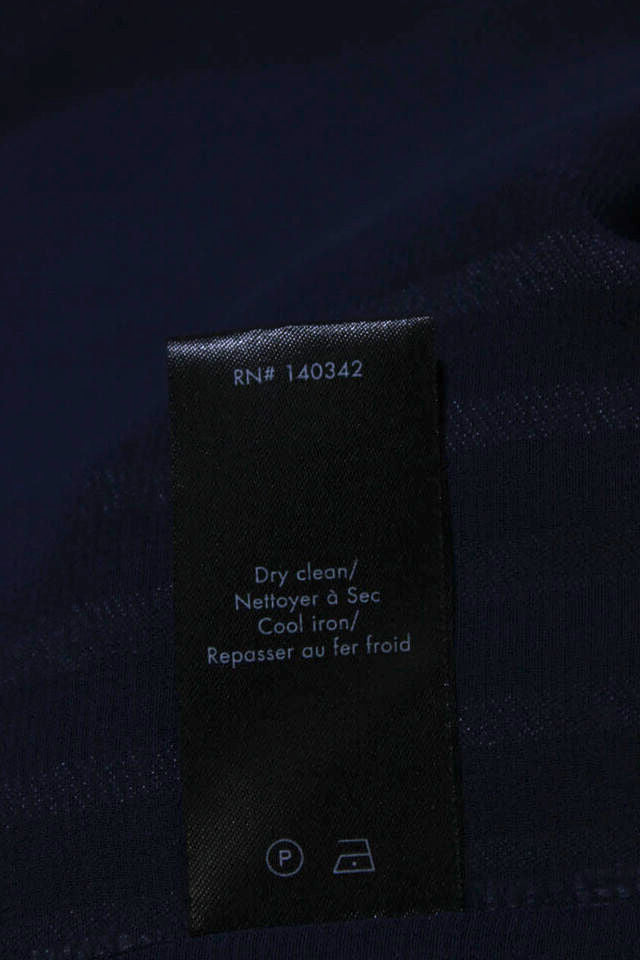 RN# 140342
Dry clean/
Nettoyer à Sec
Cool iron/
Repasser au fer froid
P